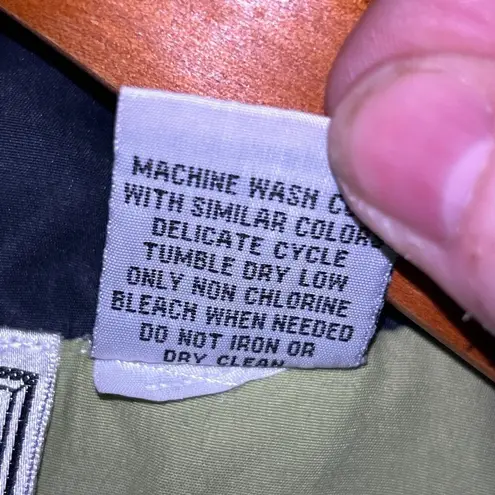 MACHINE WASH
WITH SIMILAR COLORS
DELICATE CYCLE
TUMBLE DRY LOW
ONLY NON CHLORINE
BLEACH WHEN NEEDED
DO NOT IRON OR
DRY CLEAN